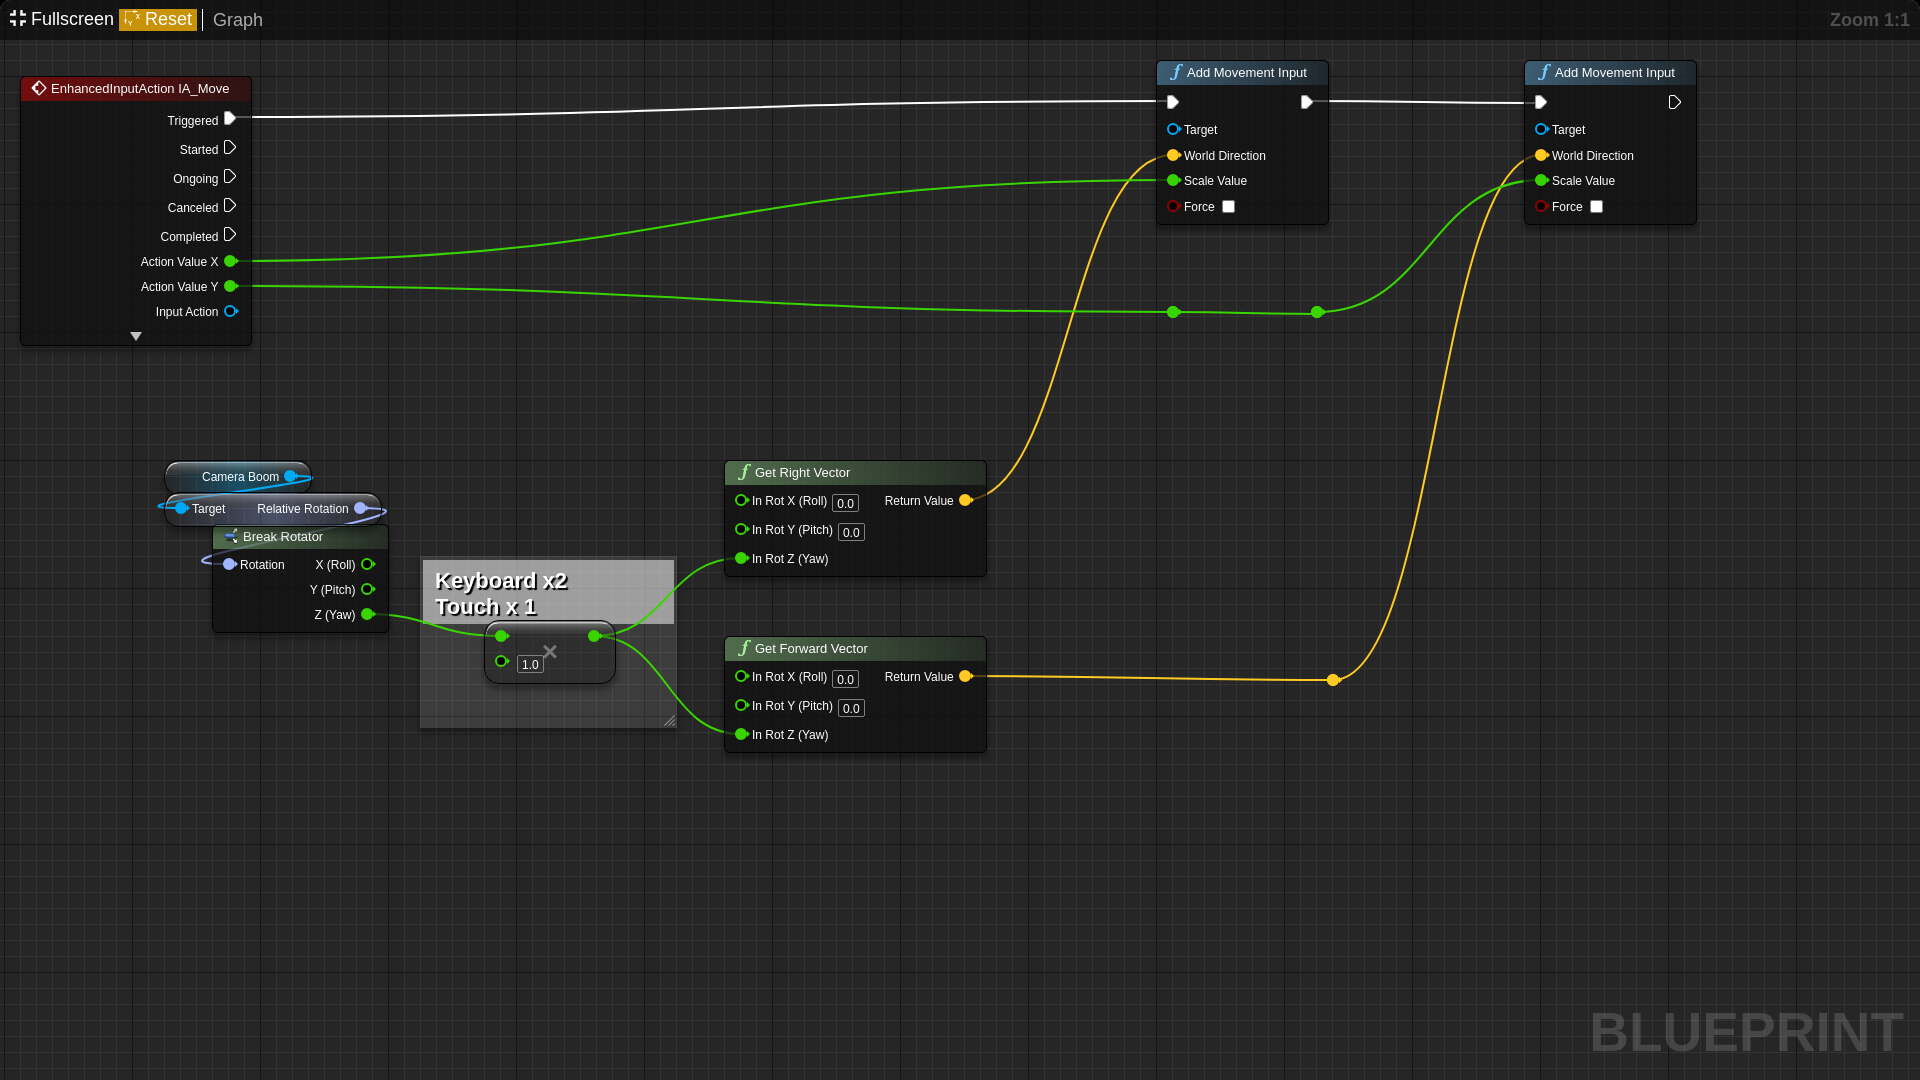 Fullscreen Reset Graph Zoom 1:1
EnhancedInputAction IA_Move
Triggered
Started
Ongoing
Canceled
Completed
Action Value X
Action Value Y
Input Action
Add Movement Input
Target
World Direction
Scale Value
Force
Add Movement Input
Target
World Direction
Scale Value
Force
Camera Boom
Target Relative Rotation
Break Rotator
Rotation X (Roll)
Y (Pitch)
Z (Yaw)
Keyboard x2
Touch x 1
1.0
Get Right Vector
In Rot X (Roll) 0.0 Return Value
In Rot Y (Pitch) 0.0
In Rot Z (Yaw)
Get Forward Vector
In Rot X (Roll) 0.0 Return Value
In Rot Y (Pitch) 0.0
In Rot Z (Yaw)
BLUEPRINT